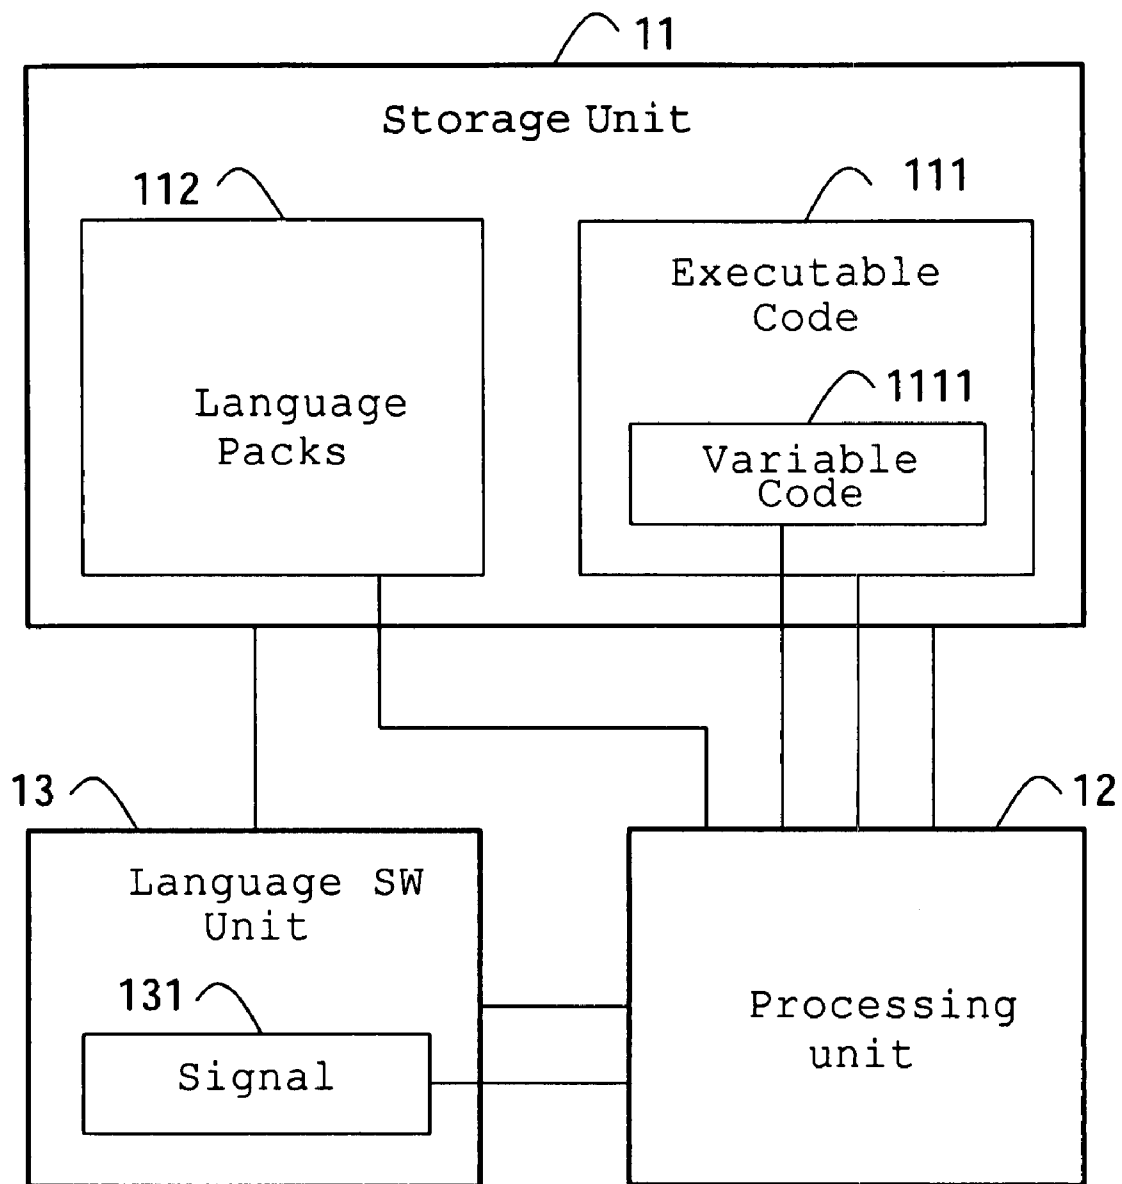 11
Storage Unit
112
111
Executable
Code
Language
Packs
1111
Variable
Code
13
12
Language SW
Unit
131
Signal
Processing
unit